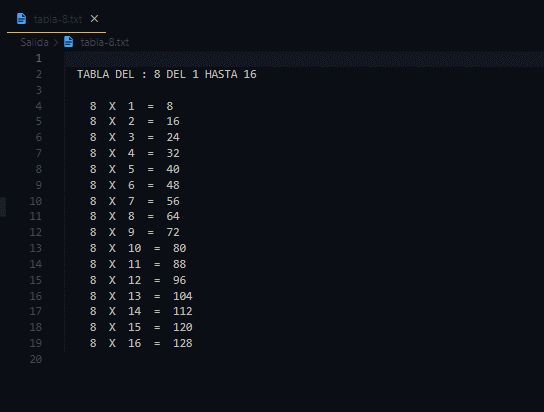 tabla-8.txt
Salida > tabla-8.txt
1
2 TABLA DEL : 8 DEL 1 HASTA 16
3
4 8 X 1 = 8
5 8 X 2 = 16
6 8 X 3 = 24
7 8 X 4 = 32
8 8 X 5 = 40
9 8 X 6 = 48
10 8 X 7 = 56
11 8 X 8 = 64
12 8 X 9 = 72
13 8 X 10 = 80
14 8 X 11 = 88
15 8 X 12 = 96
16 8 X 13 = 104
17 8 X 14 = 112
18 8 X 15 = 120
19 8 X 16 = 128
20